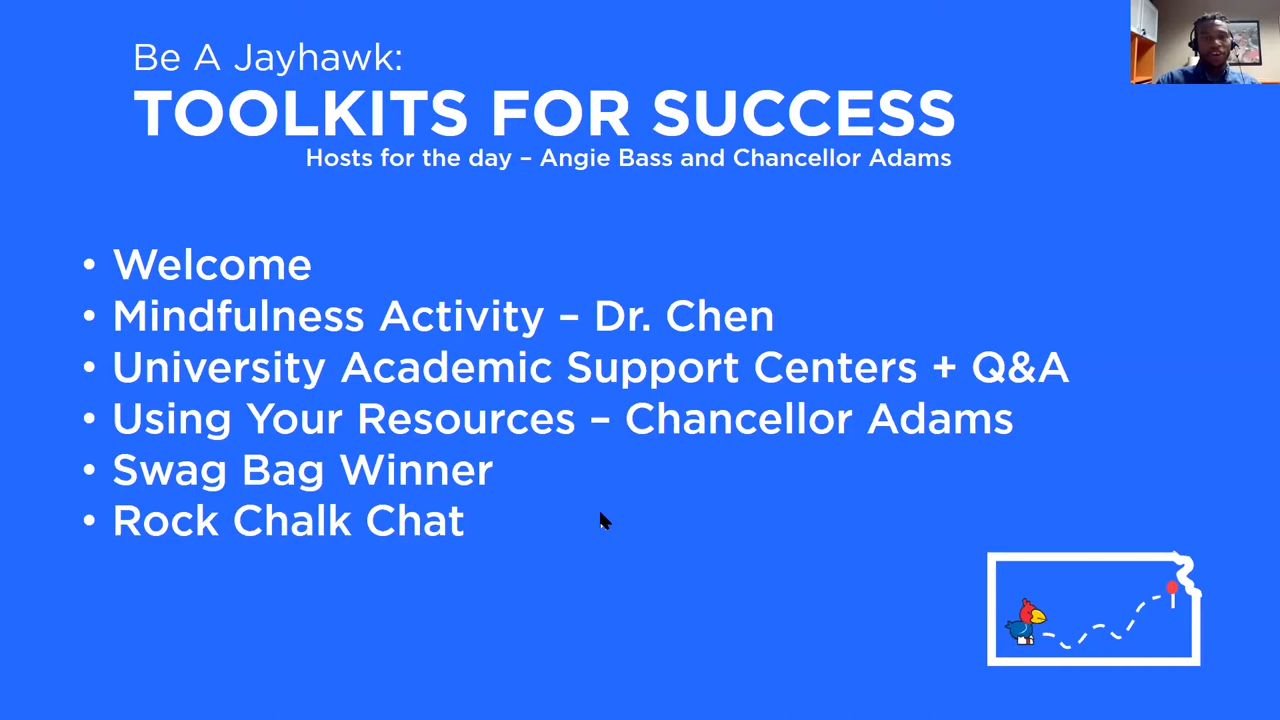 Be A Jayhawk:
TOOLKITS FOR SUCCESS
Hosts for the day – Angie Bass and Chancellor Adams
• Welcome
• Mindfulness Activity – Dr. Chen
• University Academic Support Centers + Q&A
• Using Your Resources – Chancellor Adams
• Swag Bag Winner
• Rock Chalk Chat